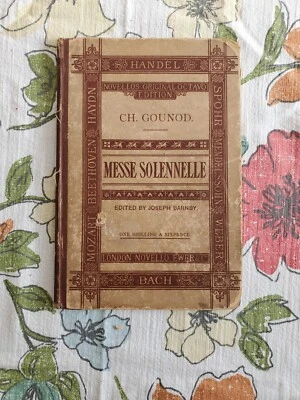 HANDEL
NOVELLO'S ORIGINAL OCTAVO
EDITION
CH. GOUNOD.
MESSE SOLENNELLE
EDITED BY JOSEPH BARNBY
ONE SHILLING & SIXPENCE
LONDON NOVELLO EWER
BACH
MOZART
BEETHOVEN
HAYDN
SPOHR
WEBER